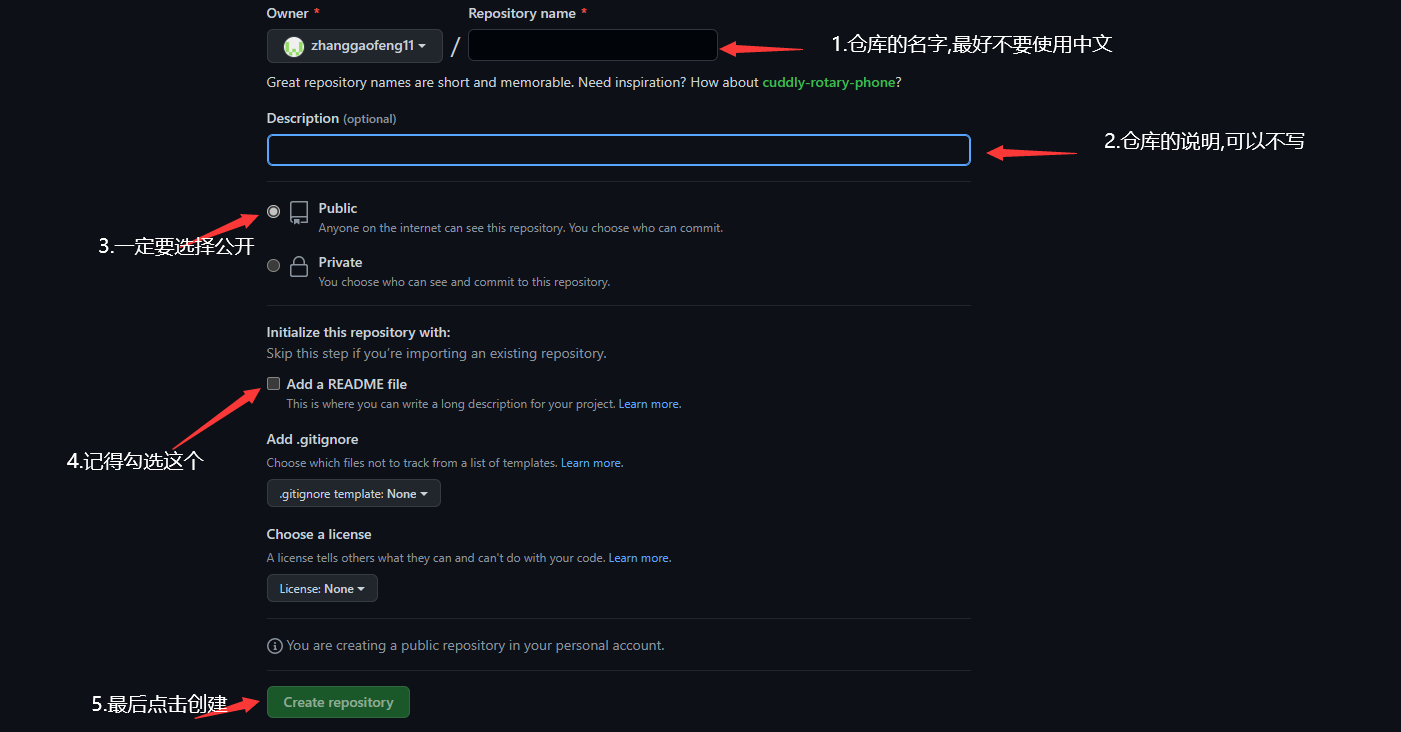 Owner *
Repository name *
zhanggaofeng11
/
1.仓库的名字,最好不要使用中文
Great repository names are short and memorable. Need inspiration? How about cuddly-rotary-phone?
Description (optional)
2.仓库的说明,可以不写
Public
Anyone on the internet can see this repository. You choose who can commit.
3.一定要选择公开
Private
You choose who can see and commit to this repository.
Initialize this repository with:
Skip this step if you're importing an existing repository.
Add a README file
This is where you can write a long description for your project. Learn more.
Add .gitignore
4.记得勾选这个
Choose which files not to track from a list of templates. Learn more.
.gitignore template: None
Choose a license
A license tells others what they can and can't do with your code. Learn more.
License: None
You are creating a public repository in your personal account.
5.最后点击创建
Create repository